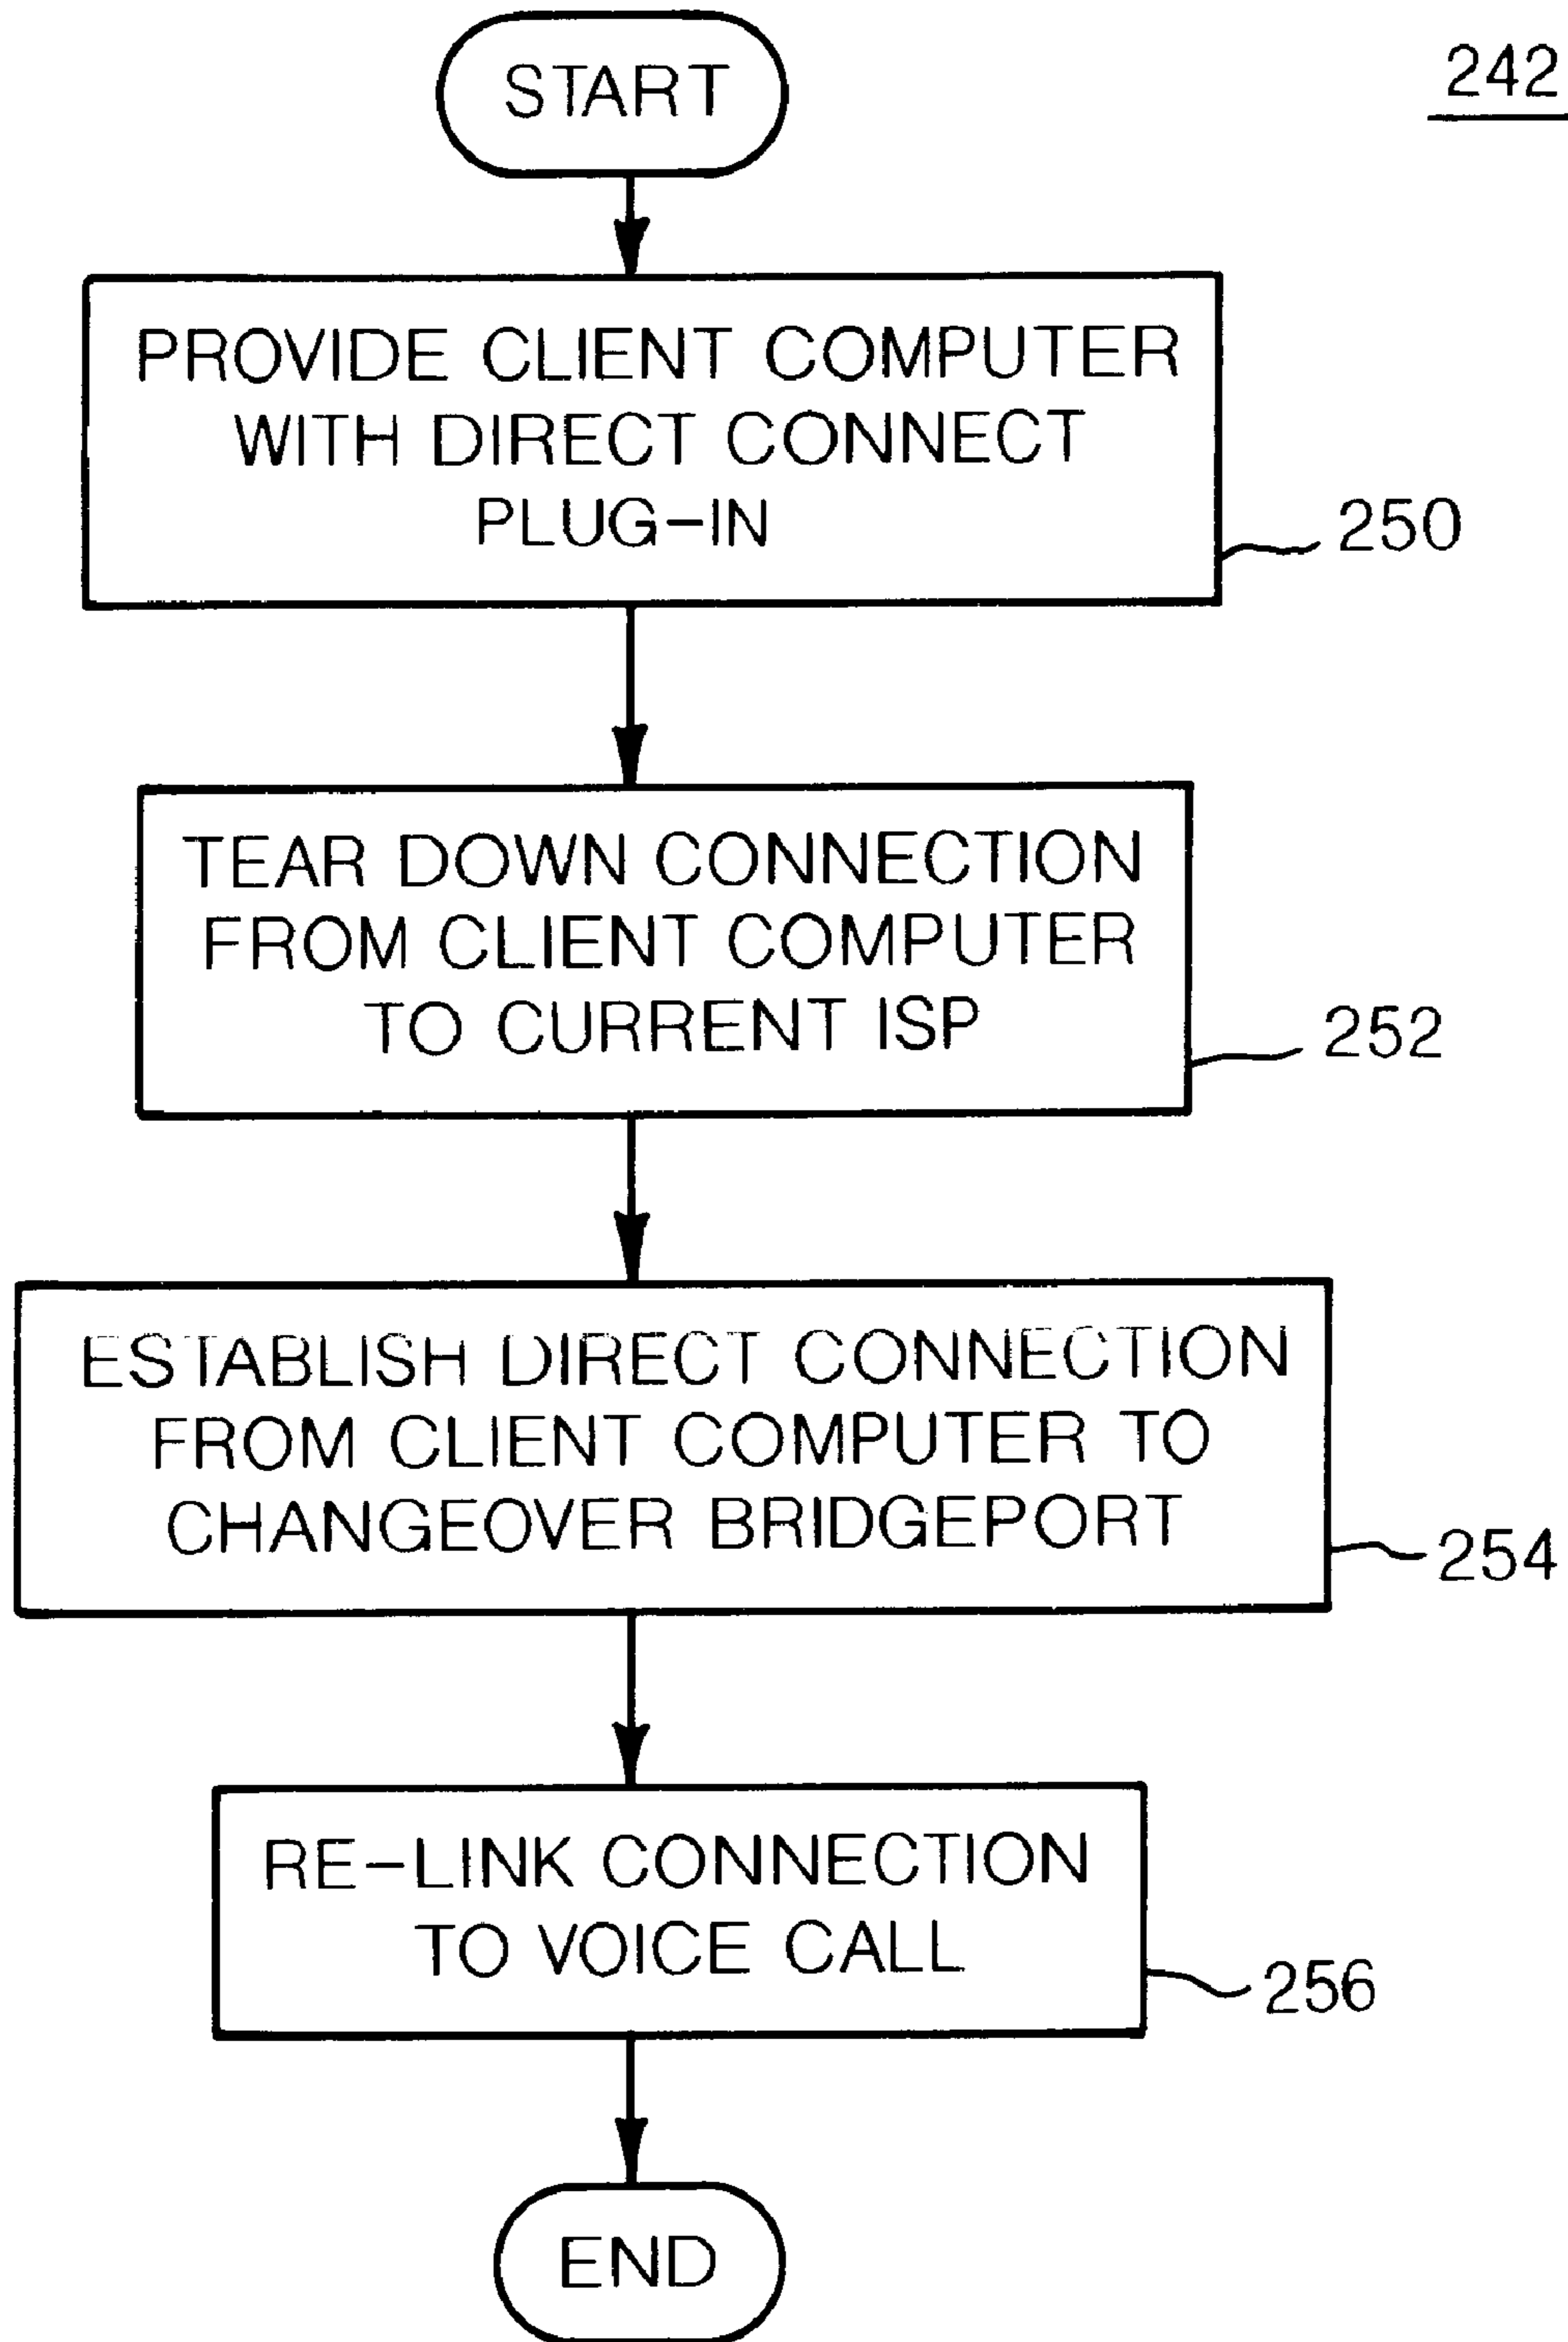 START
242
PROVIDE CLIENT COMPUTER
WITH DIRECT CONNECT
PLUG-IN
250
TEAR DOWN CONNECTION
FROM CLIENT COMPUTER
TO CURRENT ISP
252
ESTABLISH DIRECT CONNECTION
FROM CLIENT COMPUTER TO
CHANGEOVER BRIDGEPORT
254
RE-LINK CONNECTION
TO VOICE CALL
256
END